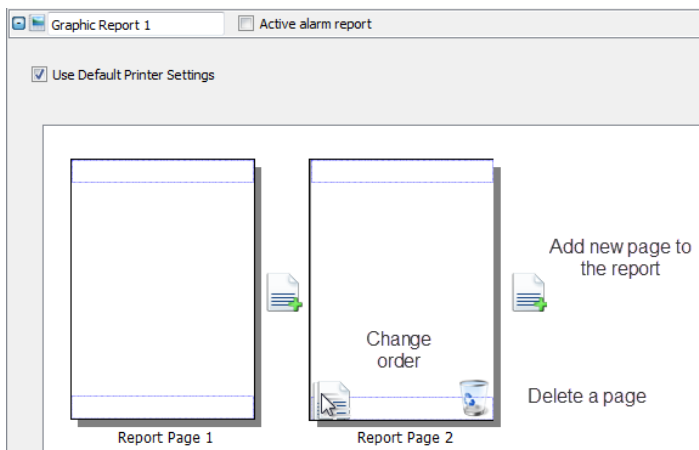 Graphic Report 1
Active alarm report
Use Default Printer Settings
Add new page to
the report
Change
order
Delete a page
Report Page 1
Report Page 2